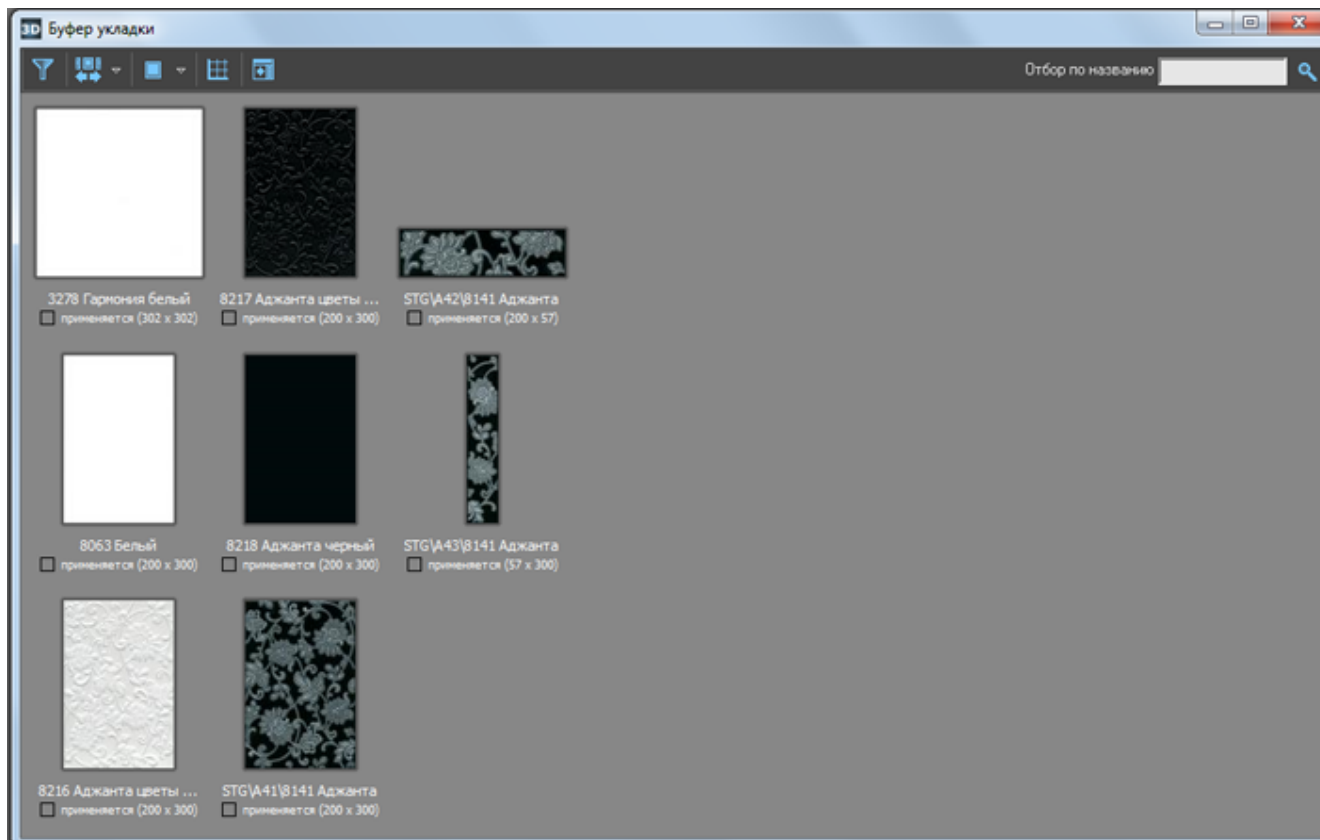 3D Буфер укладки
Отбор по названию
3278 Гармония белый
применяется (302 x 302)
8217 Аджанта цветы ...
применяется (200 x 300)
STG\A42\8141 Аджанта
применяется (200 x 57)
8063 Белый
применяется (200 x 300)
8218 Аджанта черный
применяется (200 x 300)
STG\A43\8141 Аджанта
применяется (57 x 300)
8216 Аджанта цветы ...
применяется (200 x 300)
STG\A41\8141 Аджанта
применяется (200 x 300)